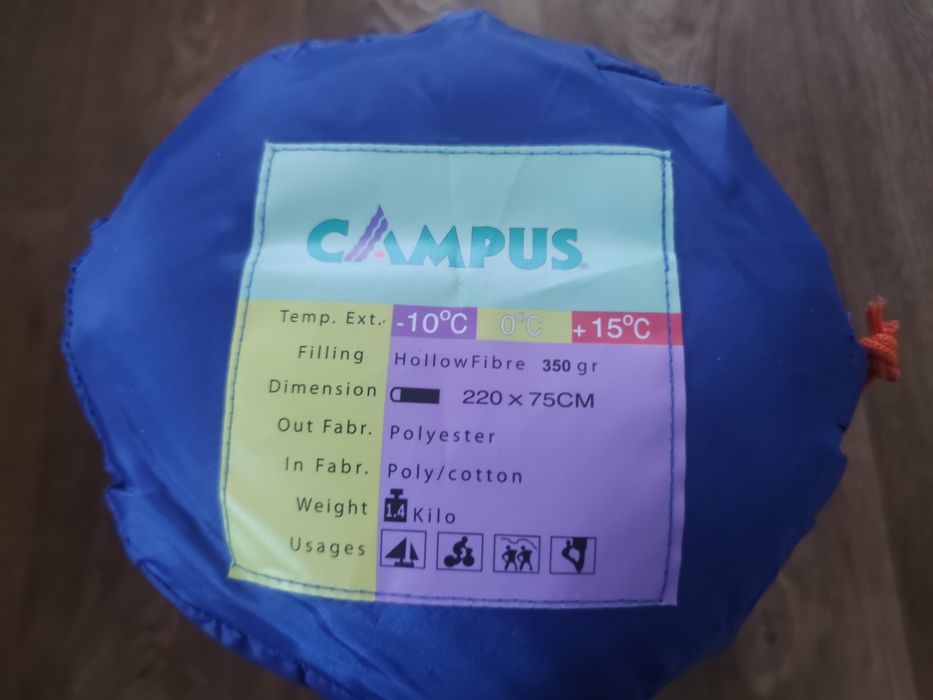 CAMPUS®
Temp. Ext. -10°C 0°C +15°C
Filling HollowFibre 350 gr
Dimension 220 x 75CM
Out Fabr. Polyester
In Fabr. Poly/cotton
Weight 1.4 Kilo
Usages